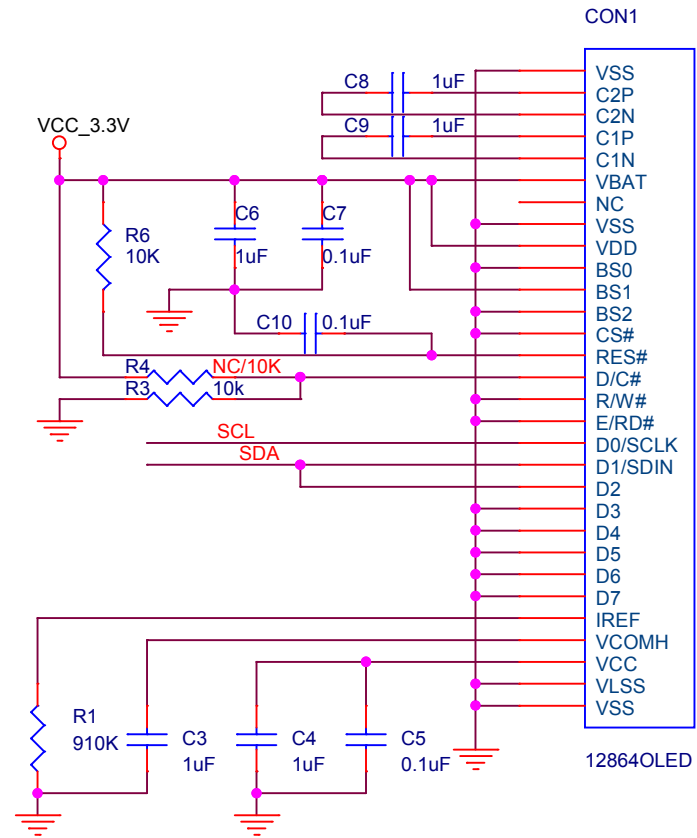 CON1
VSS
C8 1uF
C2P
C2N
VCC_3.3V
C9 1uF
C1P
C1N
VBAT
NC
C6 C7
VSS
R6
10K
1uF 0.1uF
VDD
BS0
BS1
BS2
C10 0.1uF
CS#
RES#
R4 NC/10K
D/C#
R3 10k
R/W#
E/RD#
SCL
D0/SCLK
SDA
D1/SDIN
D2
D3
D4
D5
D6
D7
IREF
VCOMH
VCC
VLSS
VSS
R1
910K
C3
1uF
C4
1uF
C5
0.1uF
12864OLED